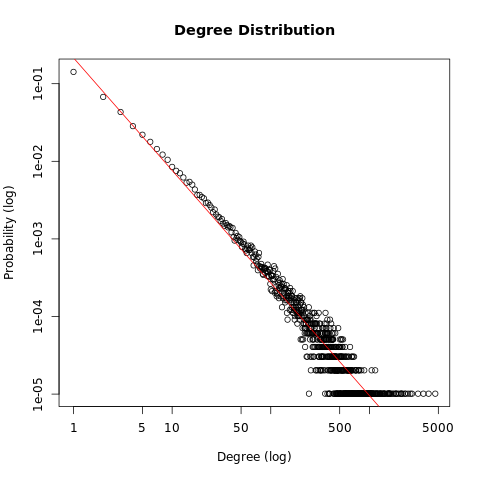 Degree Distribution
1e-01
1e-02
1e-03
1e-04
1e-05
Probability (log)
1 5 10 50 500 5000
Degree (log)